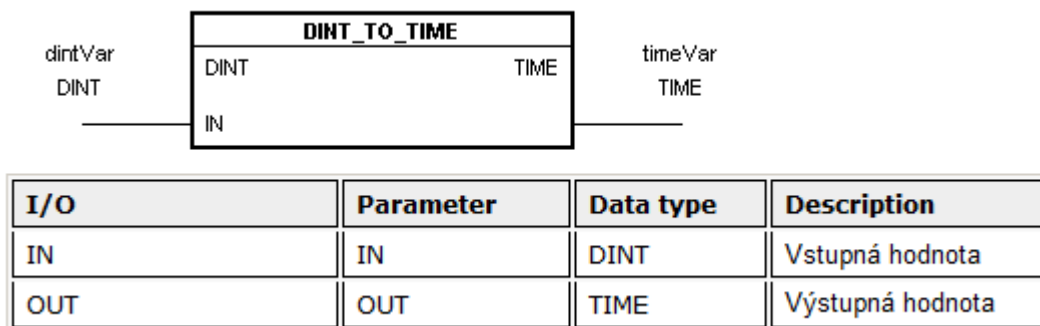 DINT_TO_TIME
dintVar
DINT
DINT TIME
timeVar
TIME
IN
I/O Parameter Data type Description
IN IN DINT Vstupná hodnota
OUT OUT TIME Výstupná hodnota